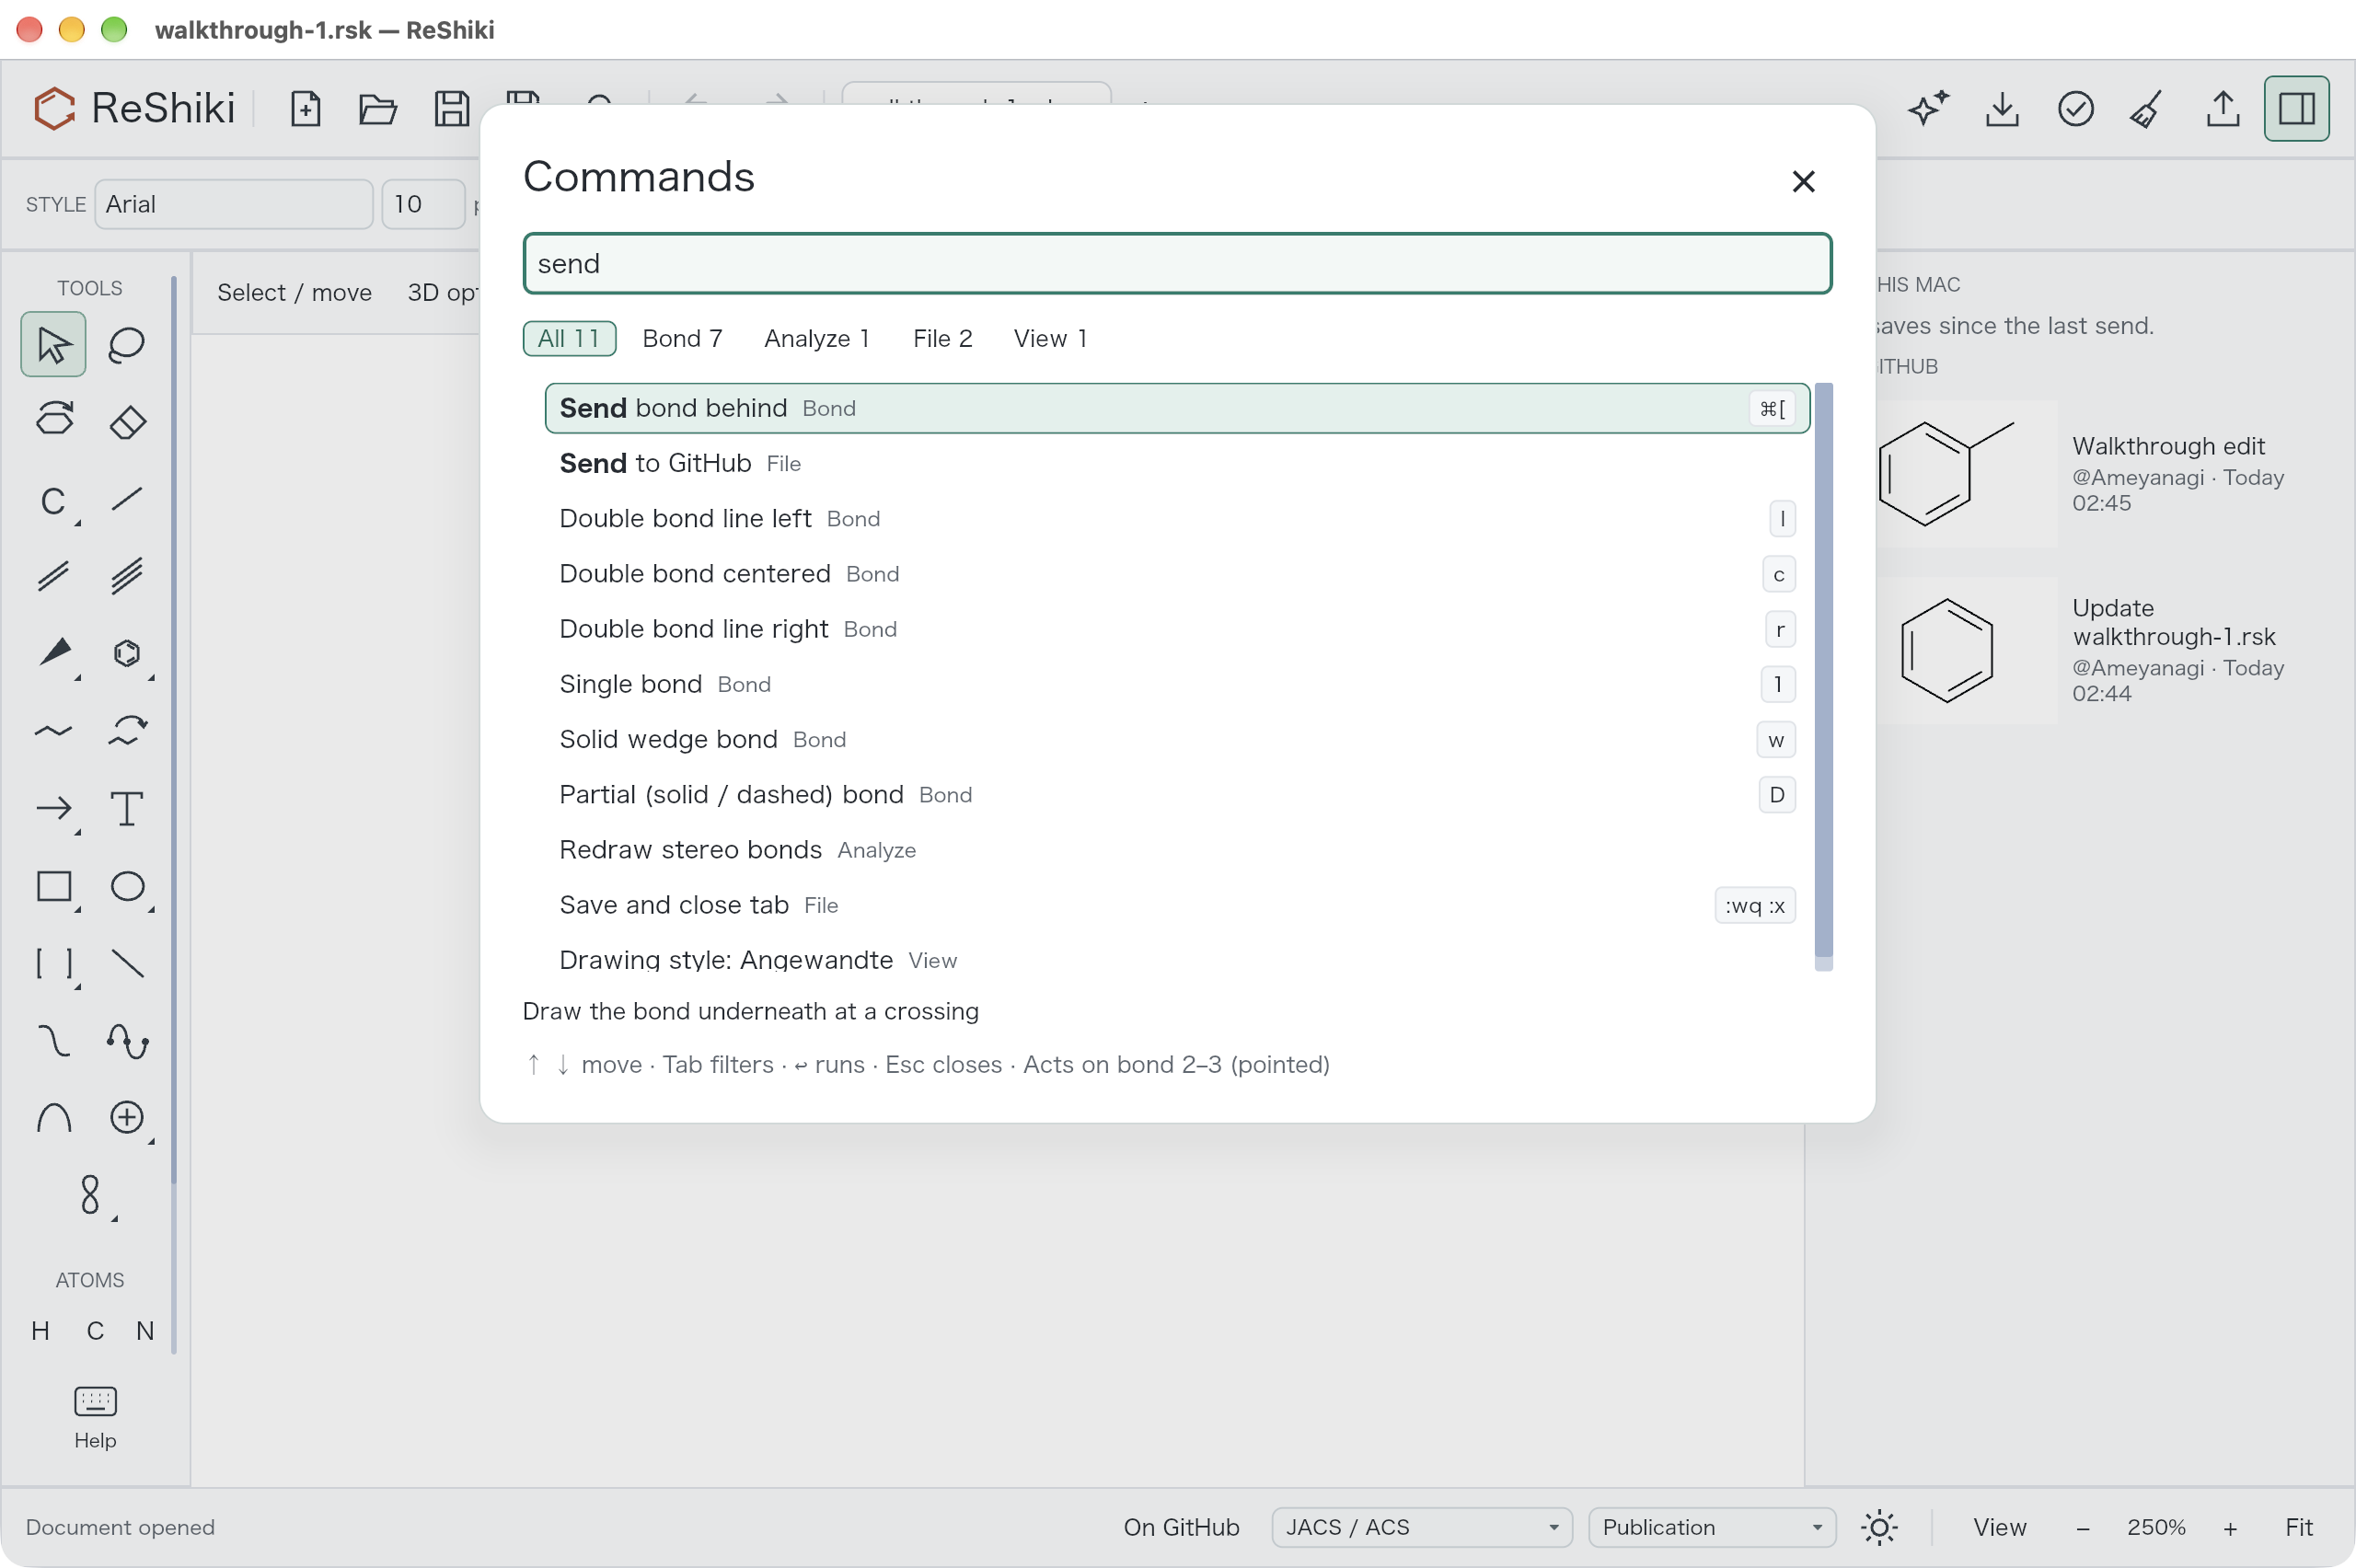 walkthrough-1.rsk — ReShiki
ReShiki
STYLE Arial 10
Commands
send
All 11 Bond 7 Analyze 1 File 2 View 1
Send bond behind Bond ⌘[
Send to GitHub File
Double bond line left Bond l
Double bond centered Bond c
Double bond line right Bond r
Single bond Bond 1
Solid wedge bond Bond w
Partial (solid / dashed) bond Bond D
Redraw stereo bonds Analyze
Save and close tab File :wq :x
Drawing style: Angewandte View
Draw the bond underneath at a crossing
↑ ↓ move · Tab filters · ↩ runs · Esc closes · Acts on bond 2–3 (pointed)
TOOLS
Select / move 3D
C
T
[ ]
ATOMS
H C N
Help
MAC
saves since the last send.
Walkthrough edit
@Ameyanagi · Today
02:45
Update
walkthrough-1.rsk
@Ameyanagi · Today
02:44
Document opened
On GitHub JACS / ACS Publication View − 250% + Fit